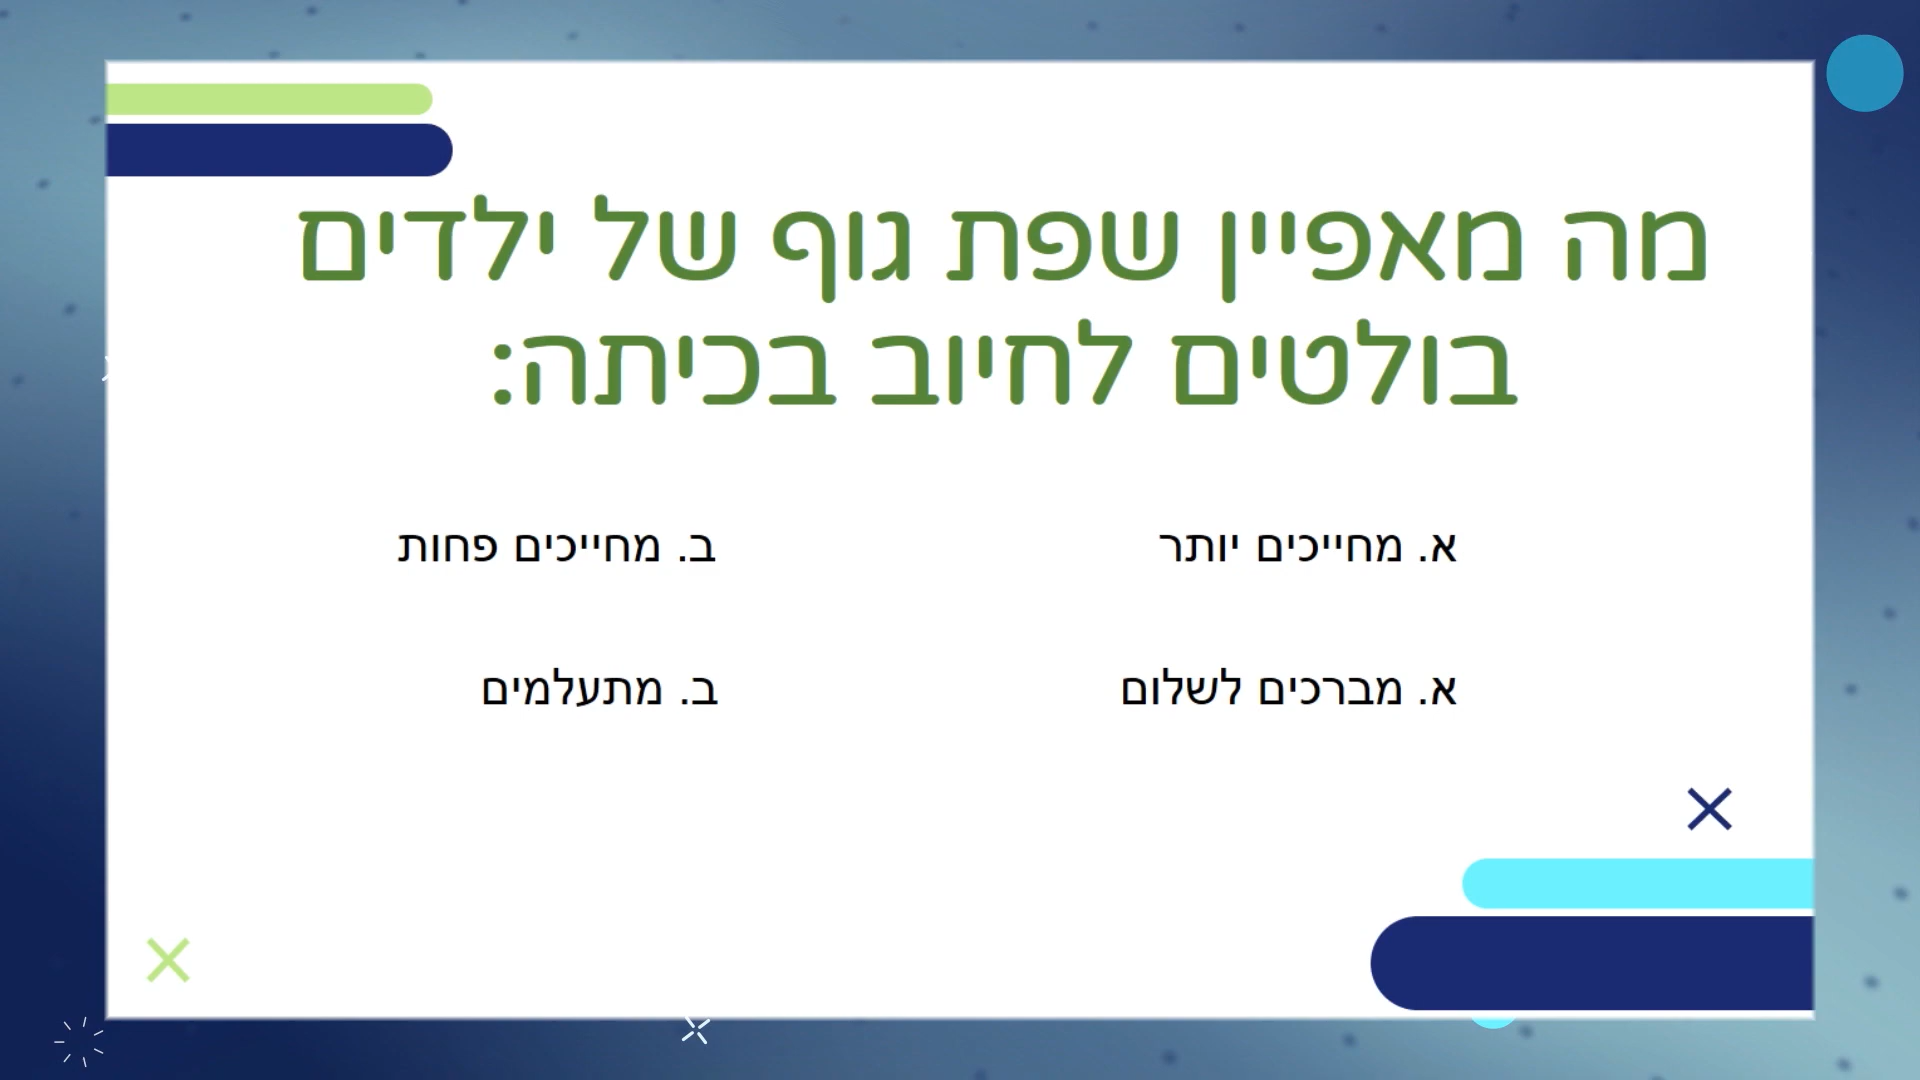 מה מאפיין שפת גוף של ילדים
בולטים לחיוב בכיתה:
א. מחייכים יותר
ב. מחייכים פחות
א. מברכים לשלום
ב. מתעלמים